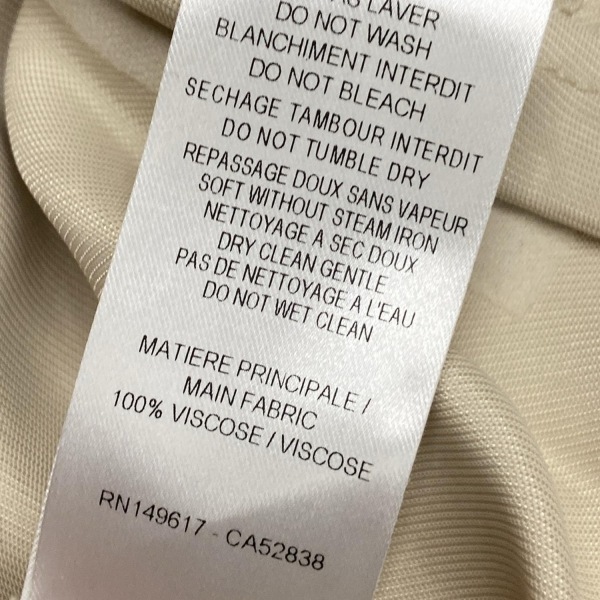 LAVER
DO NOT WASH
BLANCHIMENT INTERDIT
DO NOT BLEACH
SECHAGE TAMBOUR INTERDIT
DO NOT TUMBLE DRY
REPASSAGE DOUX SANS VAPEUR
SOFT WITHOUT STEAM IRON
NETTOYAGE A SEC DOUX
DRY CLEAN GENTLE
PAS DE NETTOYAGE A L'EAU
DO NOT WET CLEAN
MATIERE PRINCIPALE /
MAIN FABRIC
100% VISCOSE / VISCOSE
RN149617 - CA52838